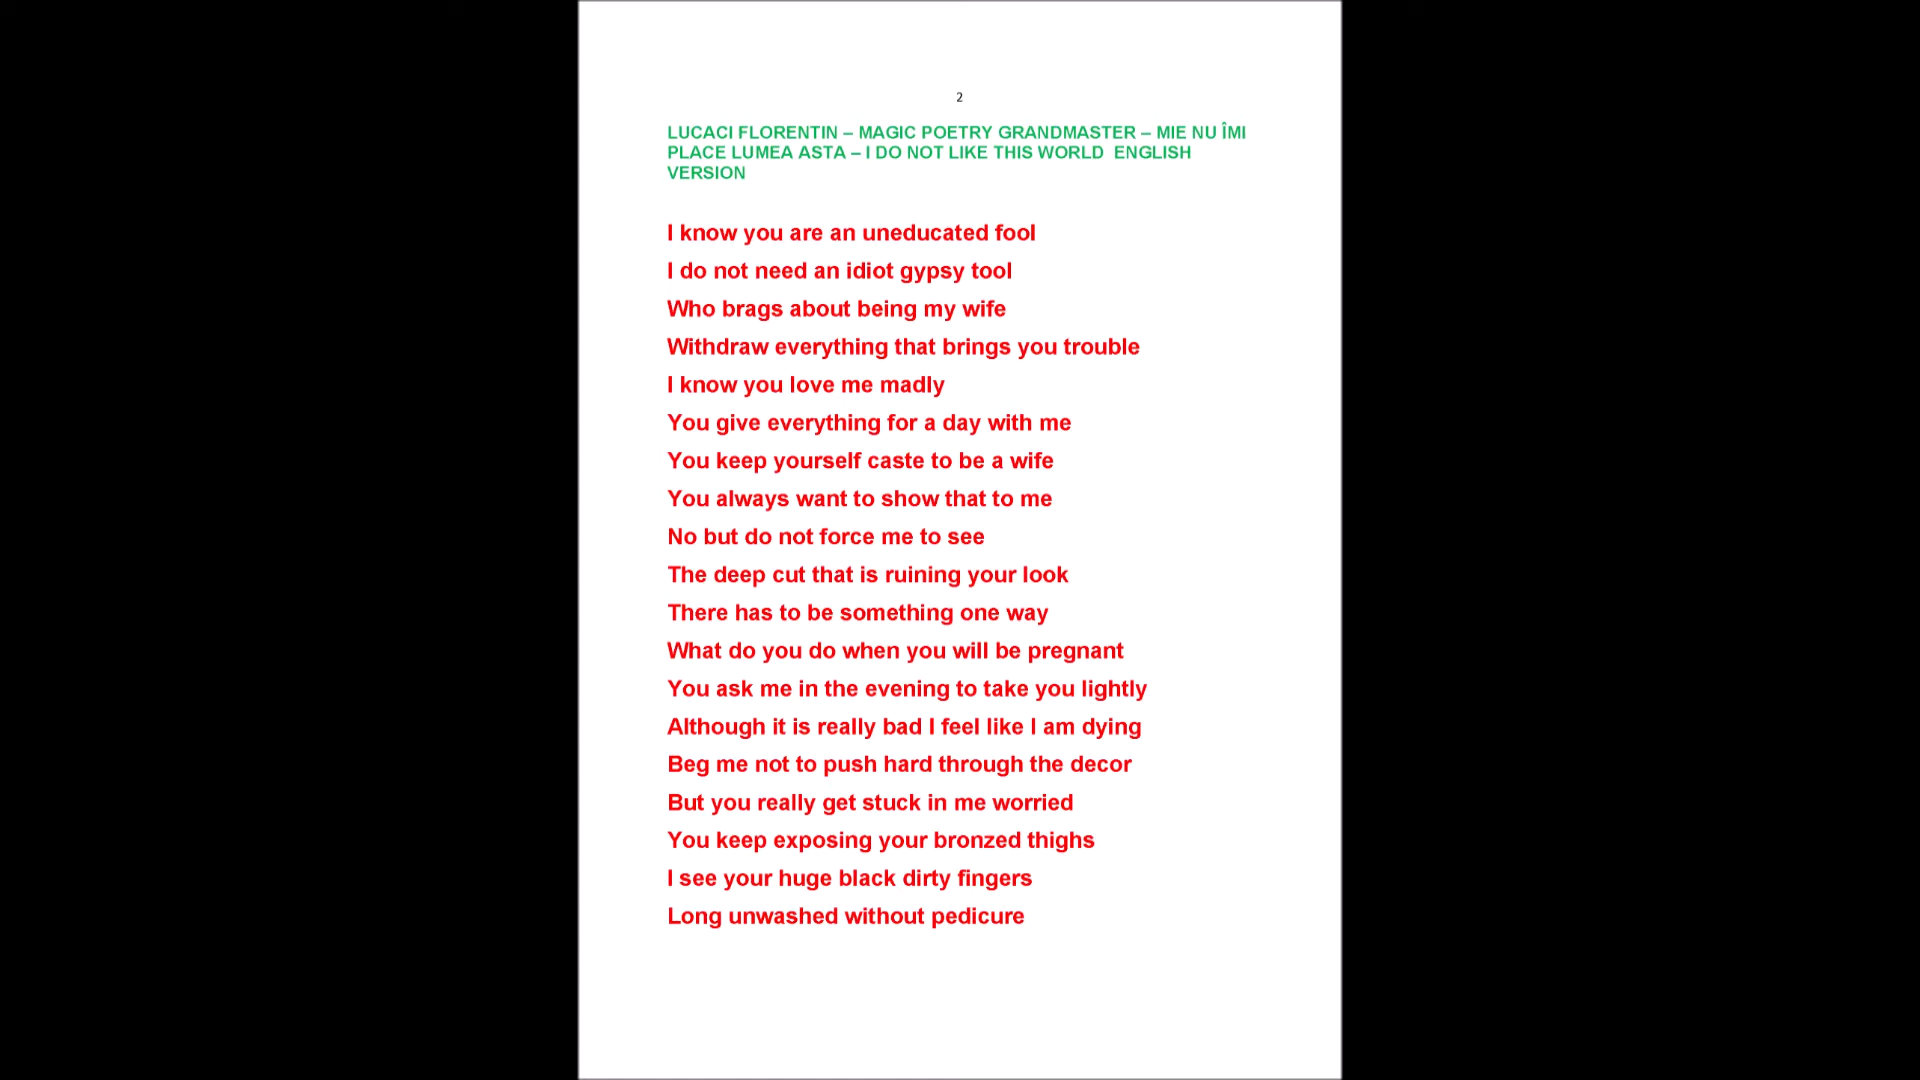 2
LUCACI FLORENTIN – MAGIC POETRY GRANDMASTER – MIE NU ÎMI
PLACE LUMEA ASTA – I DO NOT LIKE THIS WORLD  ENGLISH
VERSION
I know you are an uneducated fool
I do not need an idiot gypsy tool
Who brags about being my wife
Withdraw everything that brings you trouble
I know you love me madly
You give everything for a day with me
You keep yourself caste to be a wife
You always want to show that to me
No but do not force me to see
The deep cut that is ruining your look
There has to be something one way
What do you do when you will be pregnant
You ask me in the evening to take you lightly
Although it is really bad I feel like I am dying
Beg me not to push hard through the decor
But you really get stuck in me worried
You keep exposing your bronzed thighs
I see your huge black dirty fingers
Long unwashed without pedicure